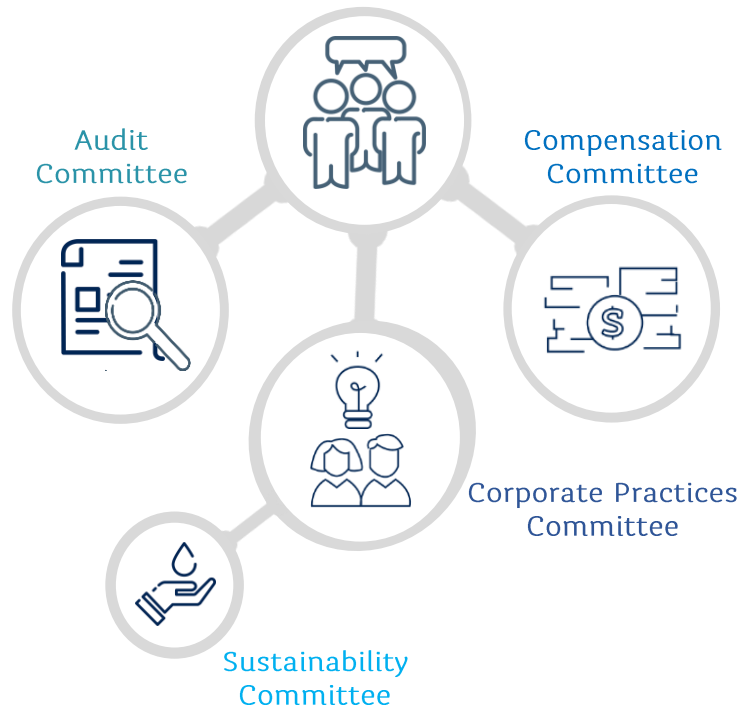 Audit
Committee
Compensation
Committee
$
Corporate Practices
Committee
Sustainability
Committee